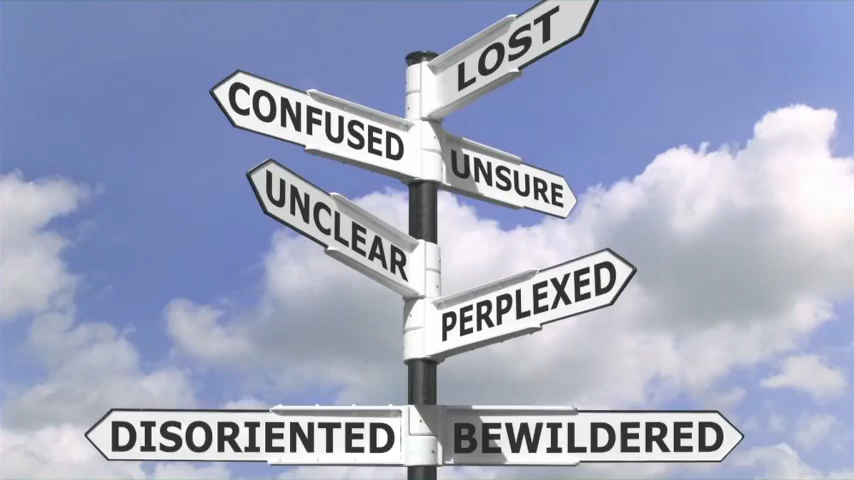 LOST
CONFUSED
UNSURE
UNCLEAR
PERPLEXED
DISORIENTED
BEWILDERED